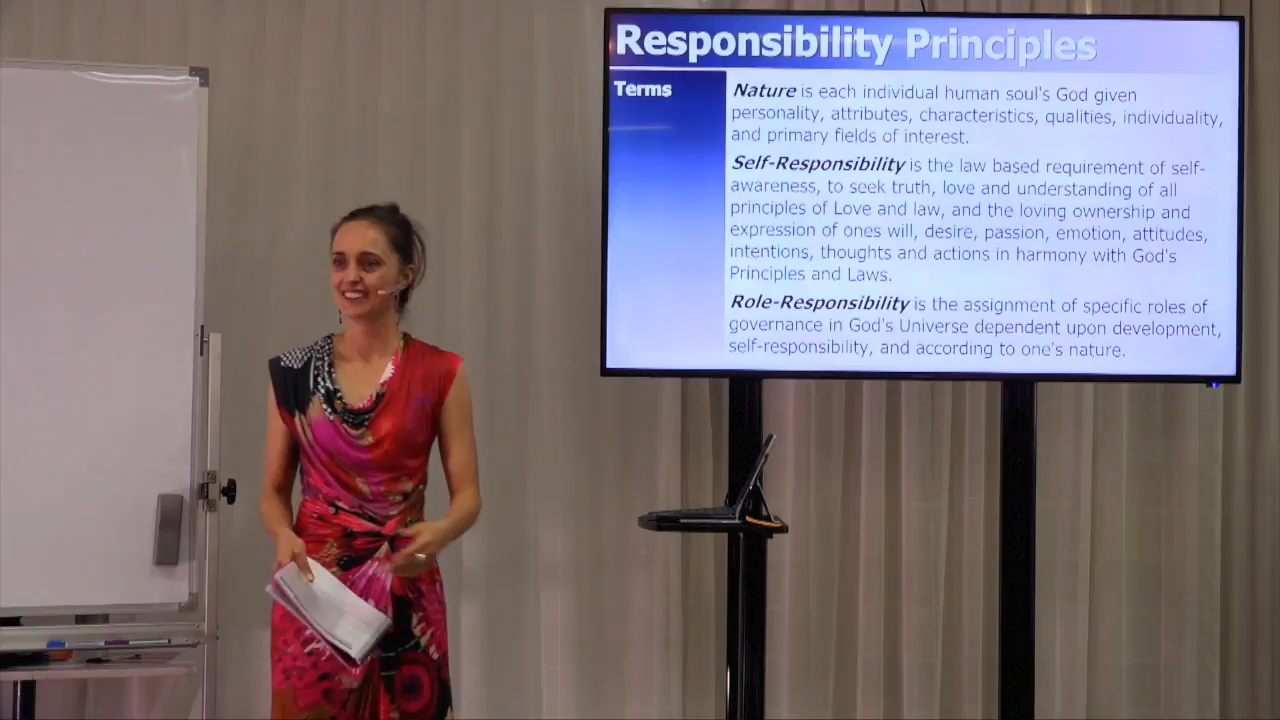 Responsibility Principles
Terms
Nature is each individual human soul's God given
personality, attributes, characteristics, qualities, individuality,
and primary fields of interest.
Self-Responsibility is the law based requirement of self-
awareness, to seek truth, love and understanding of all
principles of Love and law, and the loving ownership and
expression of ones will, desire, passion, emotion, attitudes,
intentions, thoughts and actions in harmony with God's
Principles and Laws.
Role-Responsibility is the assignment of specific roles of
governance in God's Universe dependent upon development,
self-responsibility, and according to one's nature.